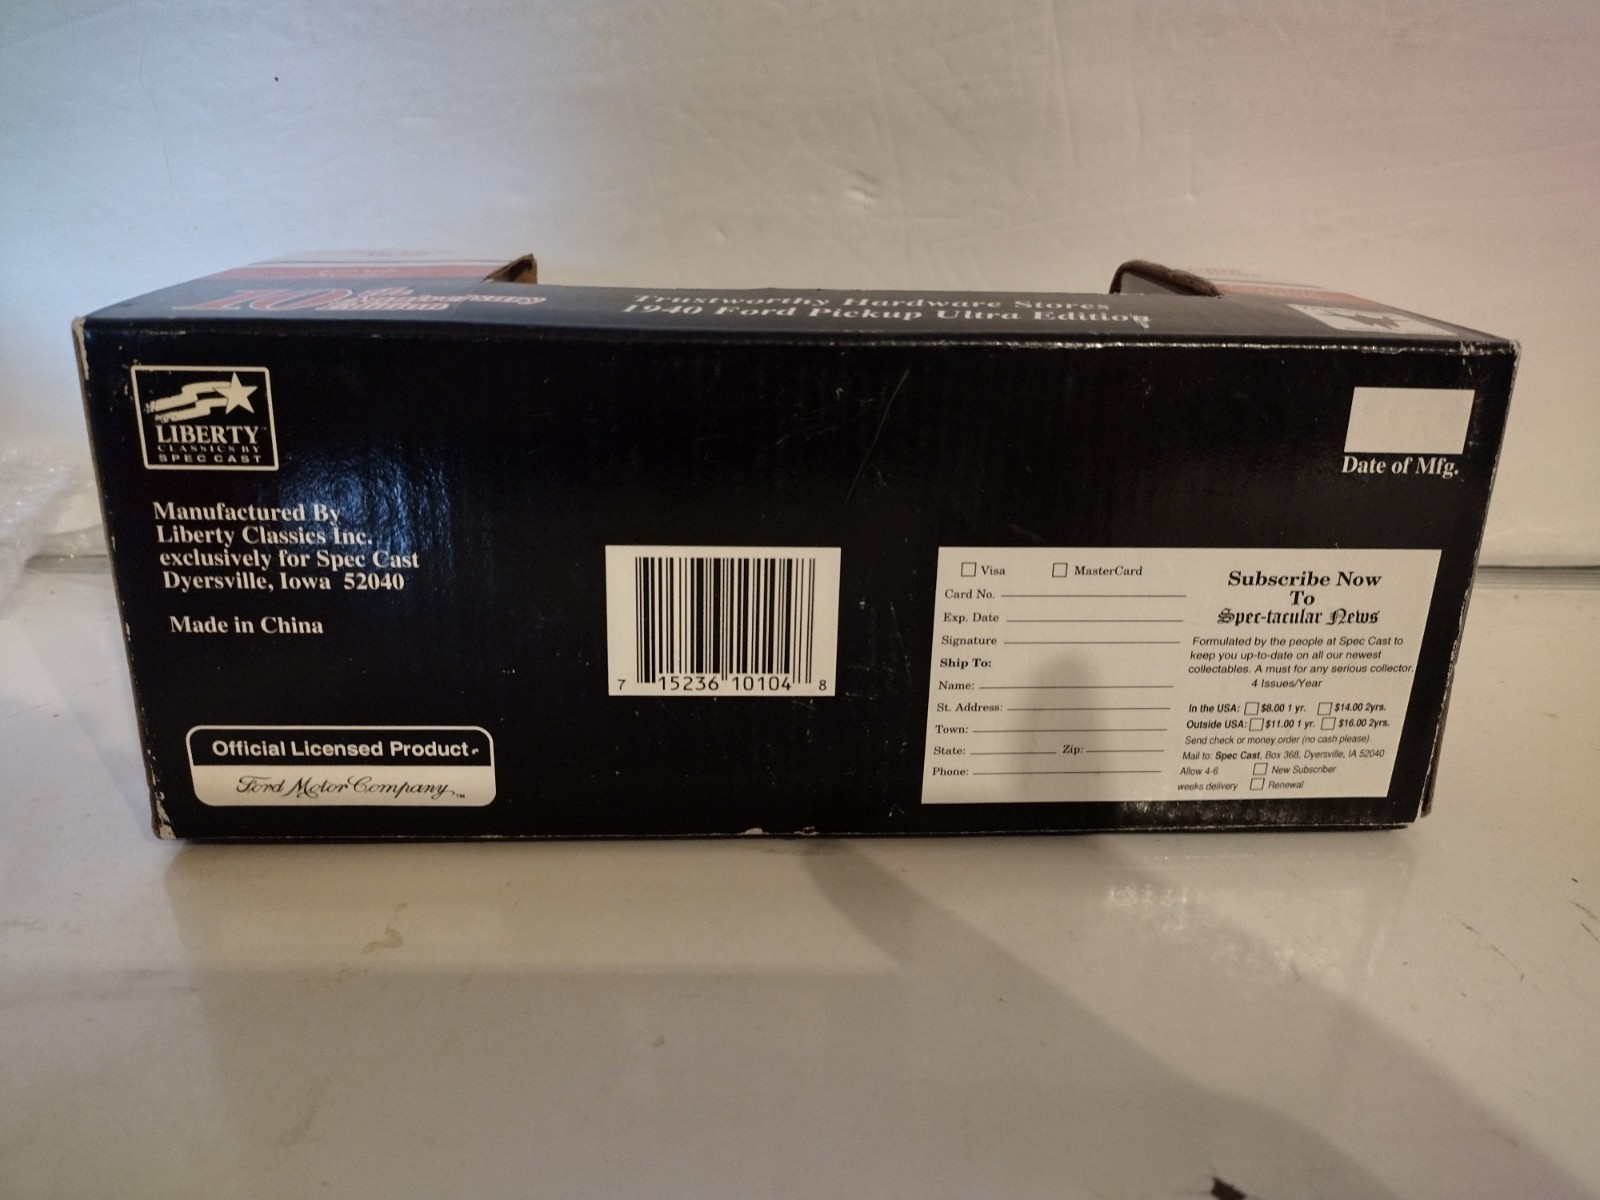 10
Trustworthy Hardware Stores
1940 Ford Pickup Ultra Edition
LIBERTY
CLASSICS BY
SPEC CAST
Manufactured By
Liberty Classics Inc.
exclusively for Spec Cast
Dyersville, Iowa 52040
Made in China
Official Licensed Product
Ford Motor Company™
7 15236 10104 8
Date of Mfg.
Visa MasterCard
Card No.
Exp. Date
Signature
Ship To:
Name:
St. Address:
Town:
State: Zip:
Phone:
Subscribe Now
To
Spec-tacular News
Formulated by the people at Spec Cast to
keep you up-to-date on all our newest
collectables. A must for any serious collector.
4 Issues/Year
In the USA: $8.00 1 yr. $14.00 2yrs.
Outside USA: $11.00 1 yr. $16.00 2yrs.
Send check or money order (no cash please).
Mail to: Spec Cast, Box 368, Dyersville, IA 52040
Allow 4-6 New Subscriber
weeks delivery Renewal